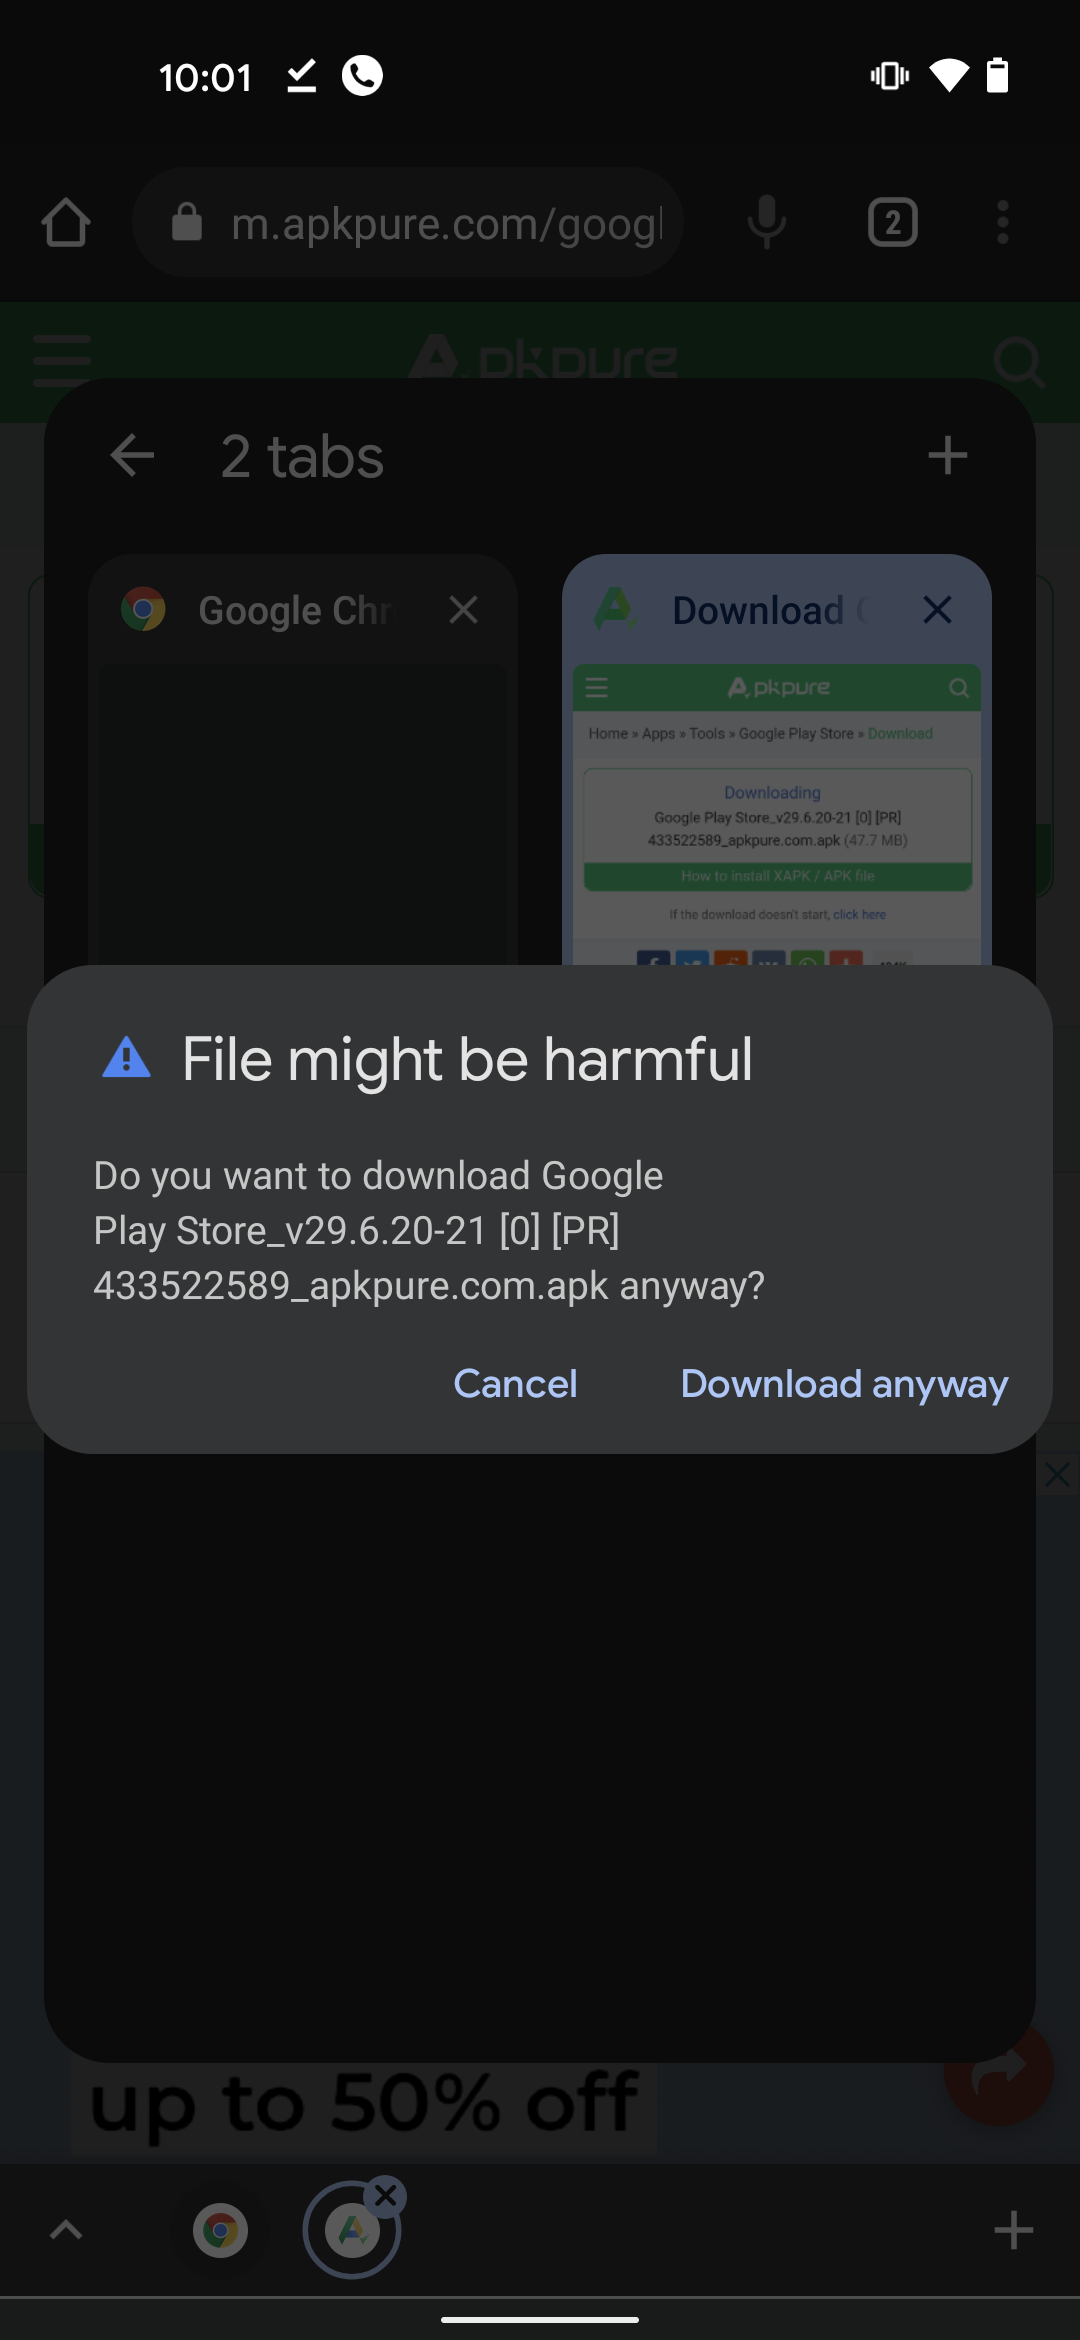 10:01
m.apkpure.com/googl
2
Apkpure
2 tabs
Google Chr
Download
Apkpure
Home » Apps » Tools » Google Play Store » Download
Downloading
Google Play Store_v29.6.20-21 [0] [PR]
433522589_apkpure.com.apk (47.7 MB)
How to install XAPK / APK file
If the download doesn't start, click here
File might be harmful
Do you want to download Google
Play Store_v29.6.20-21 [0] [PR]
433522589_apkpure.com.apk anyway?
Cancel
Download anyway
up to 50% off